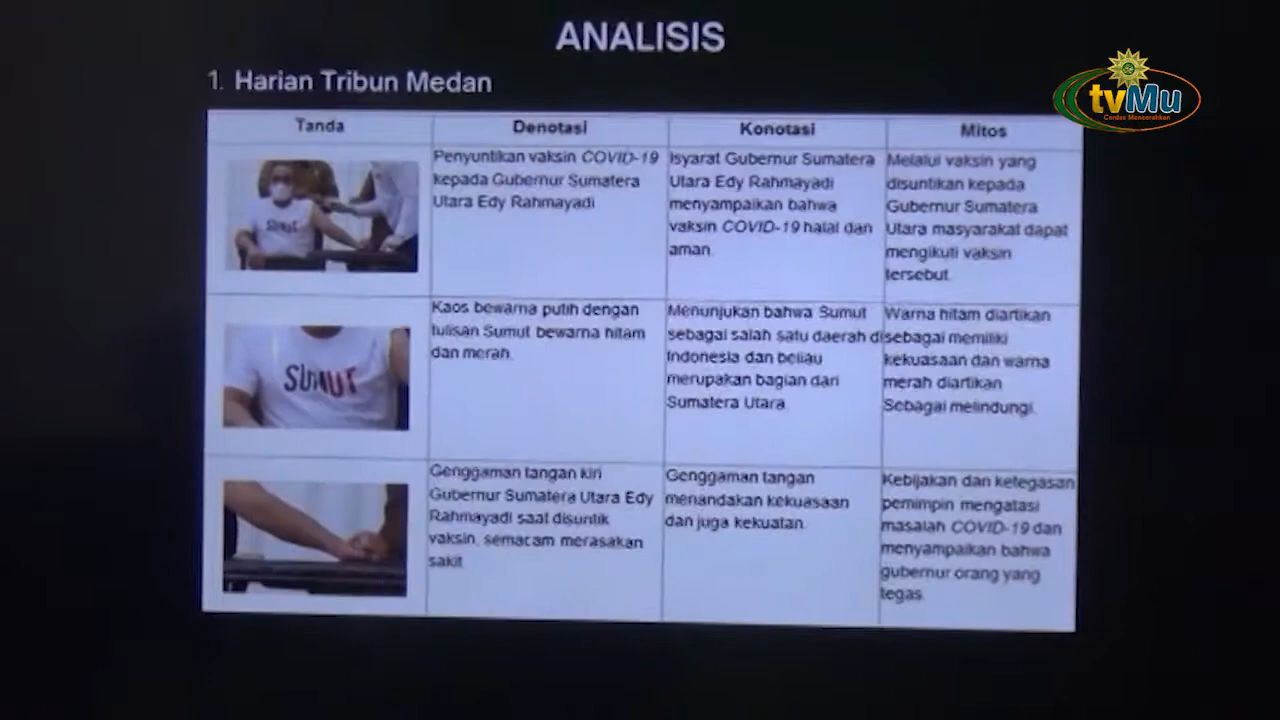 ANALISIS
1. Harian Tribun Medan
tvMu
Cerdas Mencerahkan
Tanda
Denotasi
Konotasi
Mitos
SUMUT
Penyuntikan vaksin COVID-19
kepada Gubernur Sumatera
Utara Edy Rahmayadi
Isyarat Gubernur Sumatera
Utara Edy Rahmayadi
menyampaikan bahwa
vaksin COVID-19 halal dan
aman.
Melalui vaksin yang
disuntikan kepada
Gubernur Sumatera
Utara masyarakat dapat
mengikuti vaksin
tersebut.
SUMUT
Kaos bewarna putih dengan
tulisan Sumut bewarna hitam
dan merah.
Menunjukan bahwa Sumut
sebagai salah satu daerah di
Indonesia dan beliau
merupakan bagian dari
Sumatera Utara.
Warna hitam diartikan
sebagai memiliki
kekuasaan dan warna
merah diartikan
Sebagai melindungi.
Genggaman tangan kiri
Gubernur Sumatera Utara Edy
Rahmayadi saat disuntik
vaksin, semacam merasakan
sakit.
Genggaman tangan
menandakan kekuasaan
dan juga kekuatan.
Kebijakan dan ketegasan
pemimpin mengatasi
masalah COVID-19 dan
menyampaikan bahwa
gubernur orang yang
tegas.